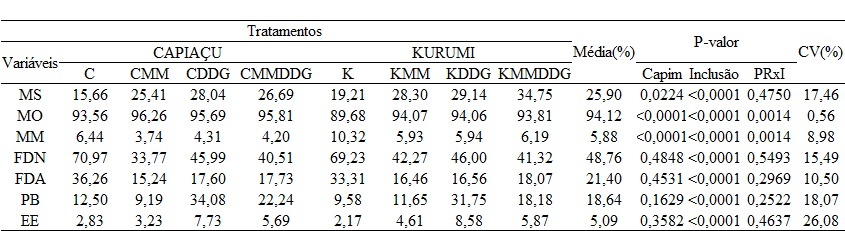 Tratamentos
Variáveis CAPIAÇU KURUMI Média(%) P-valor CV(%)
C CMM CDDG CMMDDG K KMM KDDG KMMDDG Capim Inclusão PRxI
MS 15,66 25,41 28,04 26,69 19,21 28,30 29,14 34,75 25,90 0,0224 <0,0001 0,4750 17,46
MO 93,56 96,26 95,69 95,81 89,68 94,07 94,06 93,81 94,12 <0,0001 <0,0001 0,0014 0,56
MM 6,44 3,74 4,31 4,20 10,32 5,93 5,94 6,19 5,88 <0,0001 <0,0001 0,0014 8,98
FDN 70,97 33,77 45,99 40,51 69,23 42,27 46,00 41,32 48,76 0,4848 <0,0001 0,5493 15,49
FDA 36,26 15,24 17,60 17,73 33,31 16,46 16,56 18,07 21,40 0,4531 <0,0001 0,2969 10,50
PB 12,50 9,19 34,08 22,24 9,58 11,65 31,75 18,18 18,64 0,1629 <0,0001 0,2522 18,07
EE 2,83 3,23 7,73 5,69 2,17 4,61 8,58 5,87 5,09 0,3582 <0,0001 0,4637 26,08